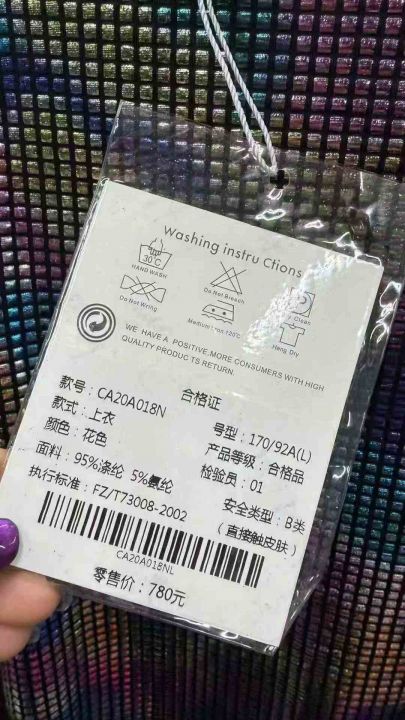 Washing instru Ctions
30℃
HAND WASH
Do Not Bleach
Dry Clean
Do Not Wring
Medium Iron 120℃
Hang Dry
WE HAVE A POSITIVE.MORE CONSUMERS WITH HIGH
QUALITY PRODUC TS RETURN.
合格证
款号：CA20A018N
号型：170/92A(L)
款式：上衣
产品等级：合格品
颜色：花色
检验员：01
面料：95%涤纶 5%氨纶
安全类型：B类
执行标准：FZ/T73008-2002
（直接触皮肤）
CA20A018NL
零售价：780元